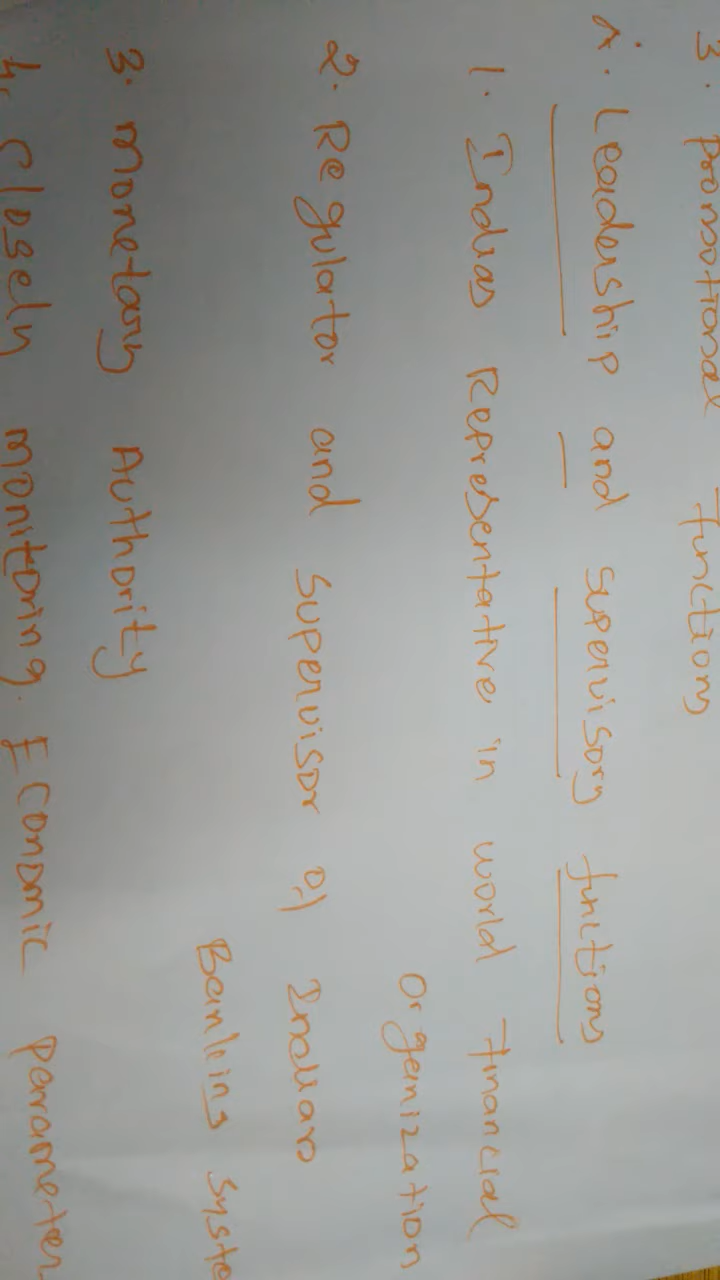 3. promotional functions
i. Leadership and supervisory functions
1. Indias Representative in world financial
Organization
2. Regulator and Supervisor of Indian
Banking Syste
3. Monetary Authority
4. Closely monitoring Economic parameter